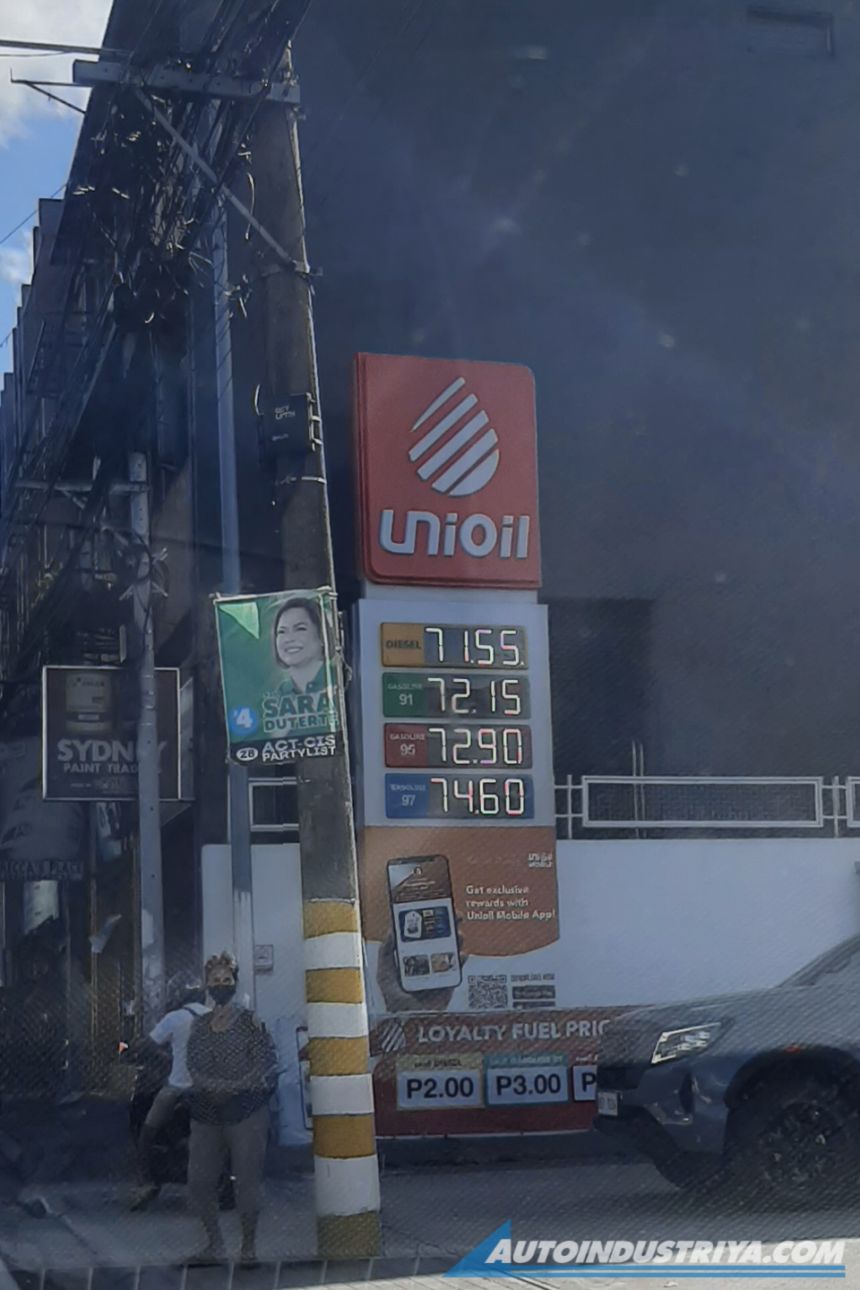 UNIOIL
DIESEL 71.55
GASOLINE 91 72.15
GASOLINE 95 72.90
GASOLINE 97 74.60
SARA
DUTERTE
#4
28 ACT-CIS
PARTYLIST
SYDNEY
PAINT TRAD
Get exclusive
rewards with
Unioil Mobile App!
LOYALTY FUEL PRIC
P2.00 P3.00 P
AUTOINDUSTRIYA.COM